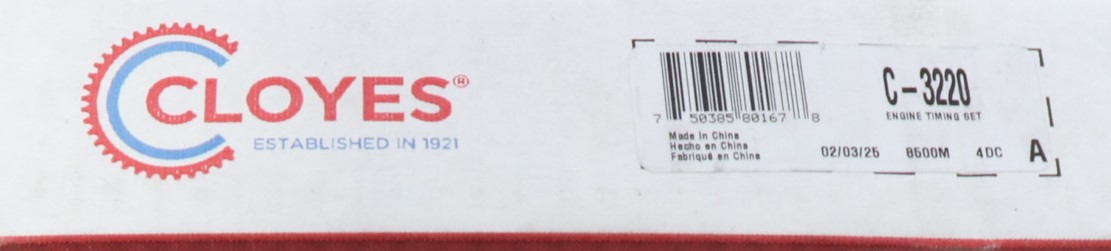 CLOYES®
ESTABLISHED IN 1921
7 50385 80167 8
C-3220
ENGINE TIMING SET
Made in China
Hecho en China
Fabriqué en China
02/03/25 8500M 4DC A